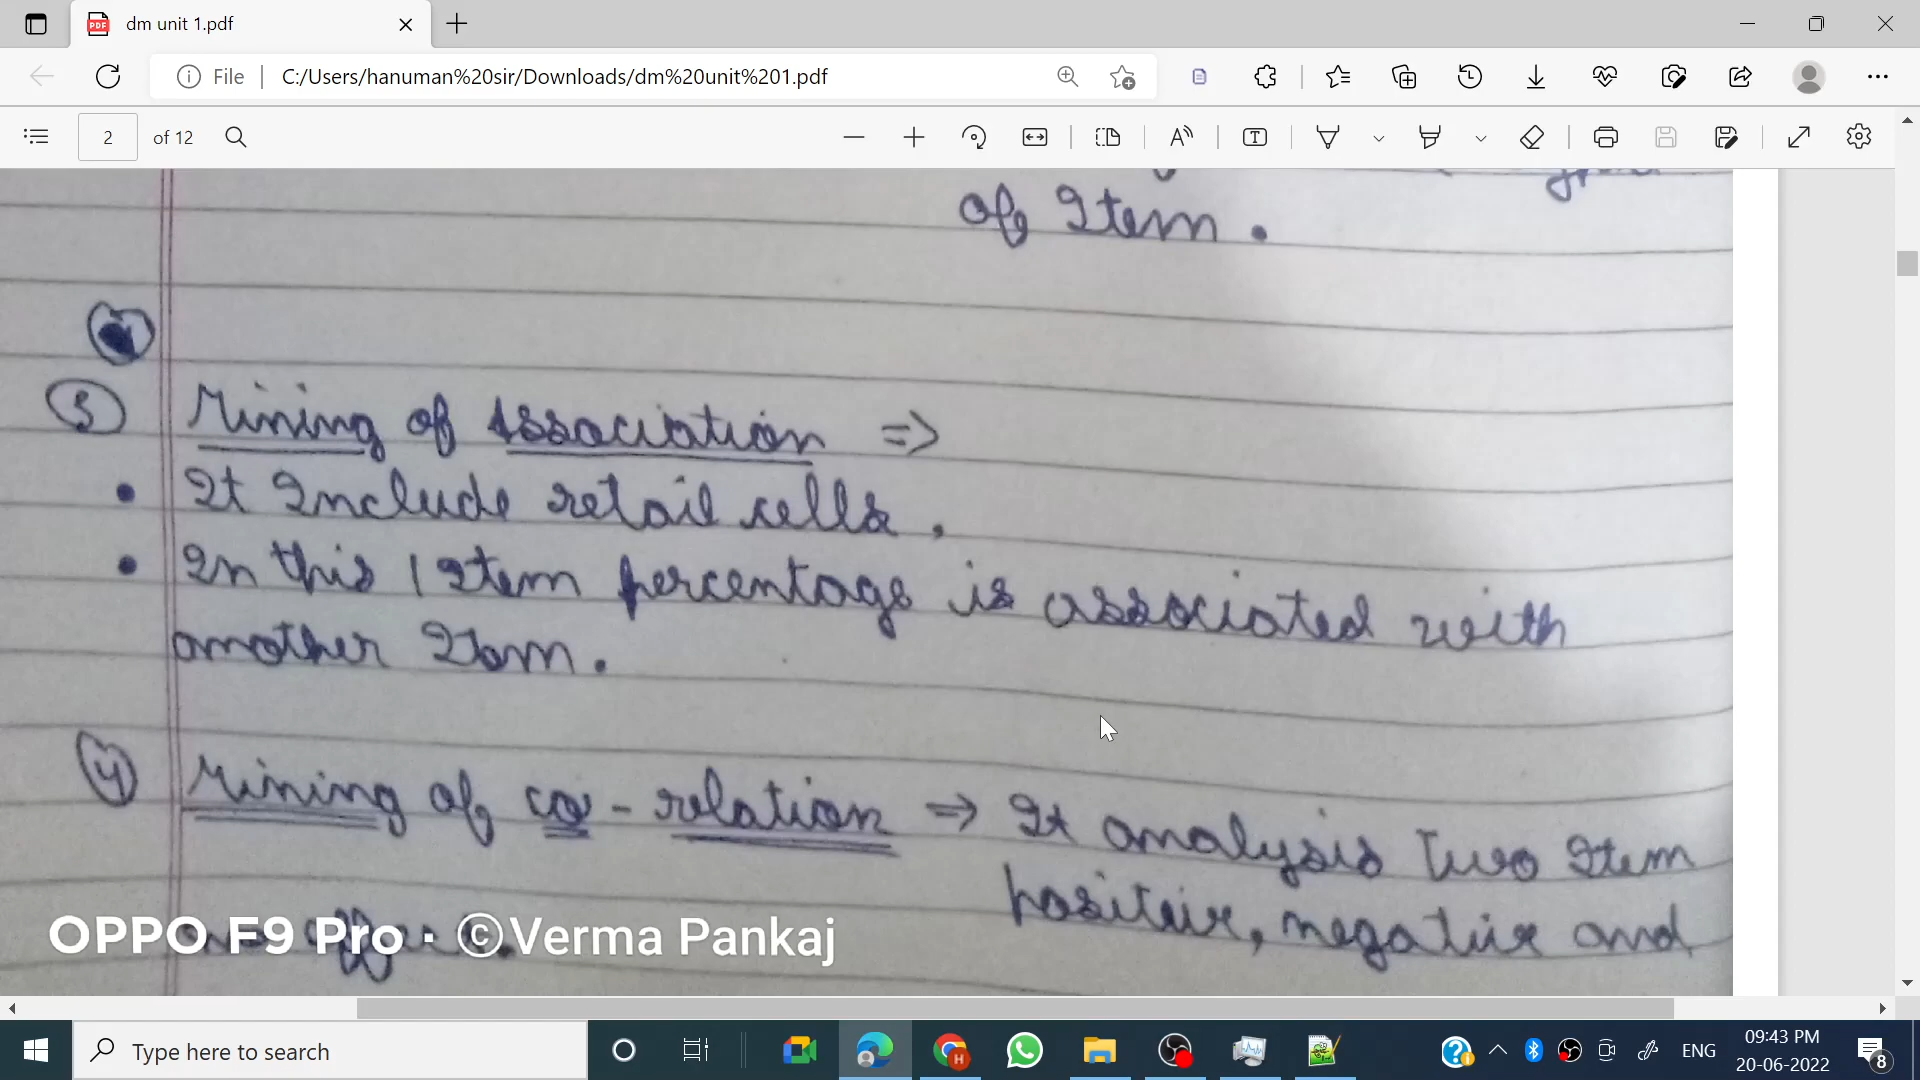 dm unit 1.pdf
File
C:/Users/hanuman%20sir/Downloads/dm%20unit%201.pdf
2 of 12
of Item.
3 Mining of Association =>
• It Include retail sells.
• In this 1 Item percentage is associated with
another Item.
4 Mining of co-relation => It analysis Two Item
positive, negative and
OPPO F9 Pro · ©Verma Pankaj
Type here to search
ENG
09:43 PM
20-06-2022
8